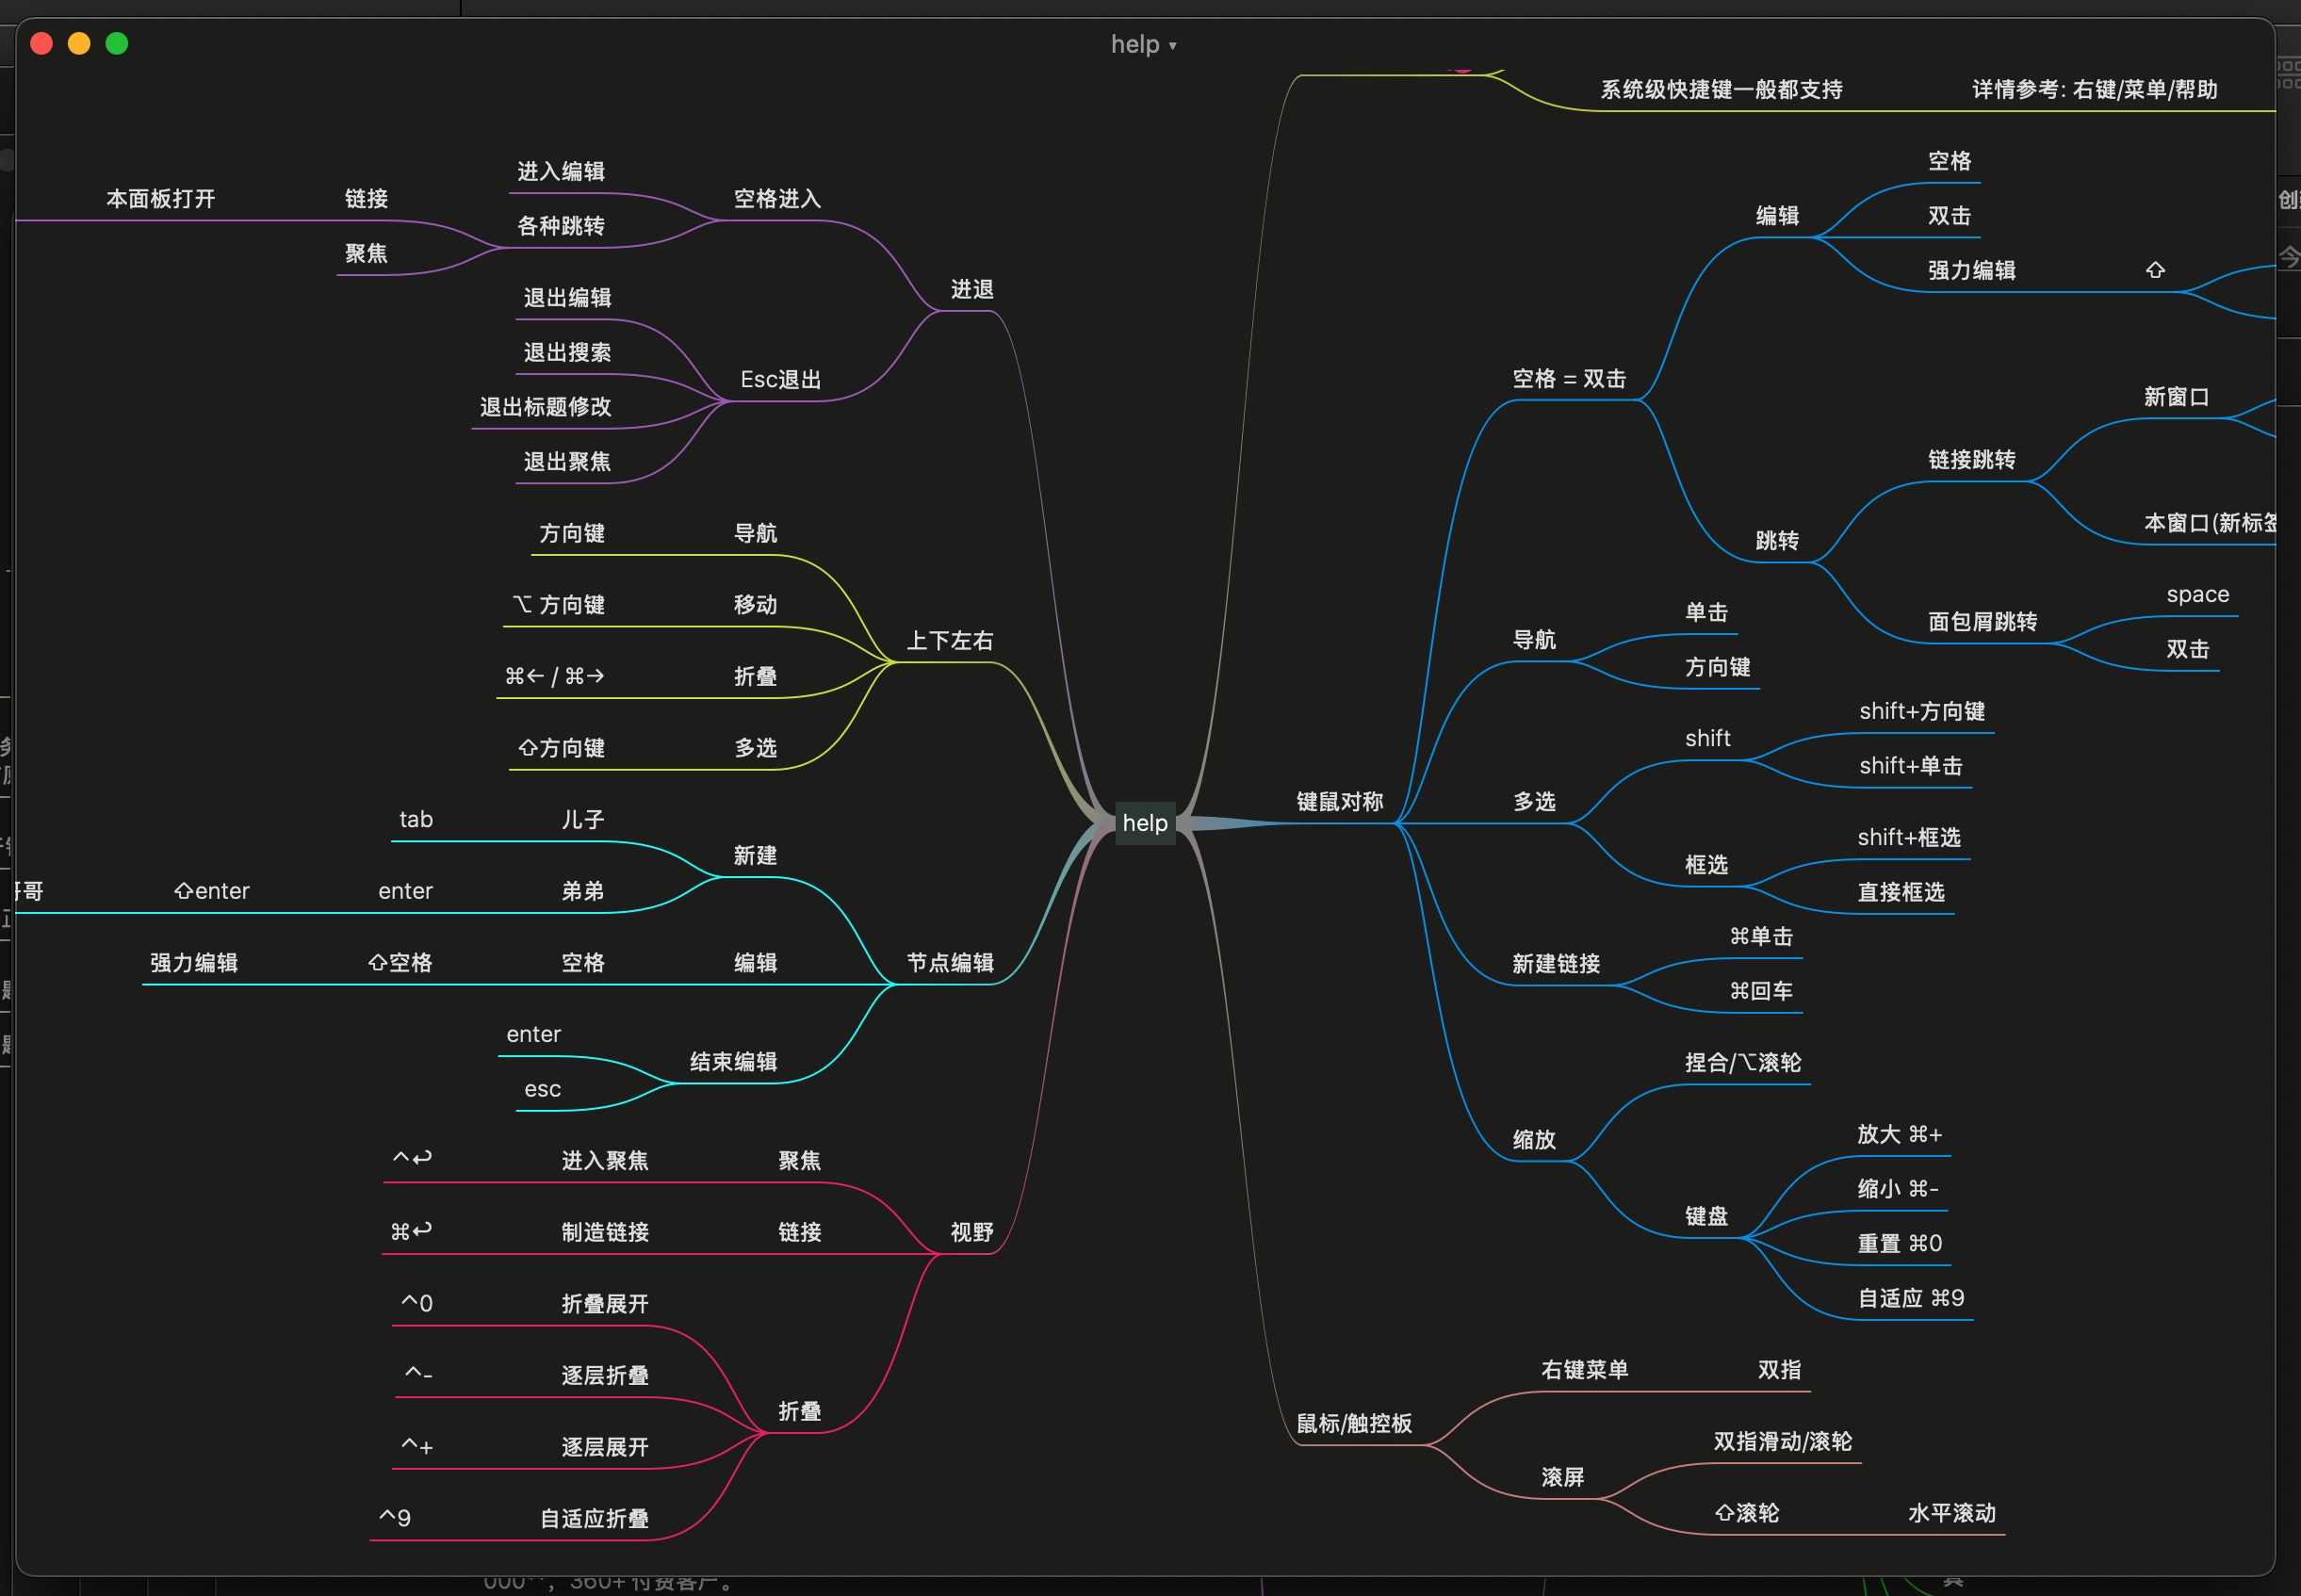 help
系统级快捷键一般都支持 详情参考: 右键/菜单/帮助
进退
空格进入
进入编辑
各种跳转
链接
本面板打开
聚焦
Esc退出
退出编辑
退出搜索
退出标题修改
退出聚焦
上下左右
导航 方向键
移动 ⌥ 方向键
折叠 ⌘← / ⌘→
多选 ⇧方向键
节点编辑
新建
儿子 tab
弟弟 enter ⇧enter 哥
编辑 空格 ⇧空格 强力编辑
结束编辑
enter
esc
视野
聚焦 进入聚焦 ^↩
链接 制造链接 ⌘↩
折叠
折叠展开 ^0
逐层折叠 ^-
逐层展开 ^+
自适应折叠 ^9
help
键鼠对称
空格 = 双击
编辑
空格
双击
强力编辑 ⇧
跳转
链接跳转
新窗口
本窗口(新标签
面包屑跳转
space
双击
导航
单击
方向键
多选
shift
shift+方向键
shift+单击
框选
shift+框选
直接框选
新建链接
⌘单击
⌘回车
缩放
捏合/⌥滚轮
键盘
放大 ⌘+
缩小 ⌘-
重置 ⌘0
自适应 ⌘9
鼠标/触控板
右键菜单 双指
滚屏
双指滑动/滚轮
⇧滚轮 水平滚动